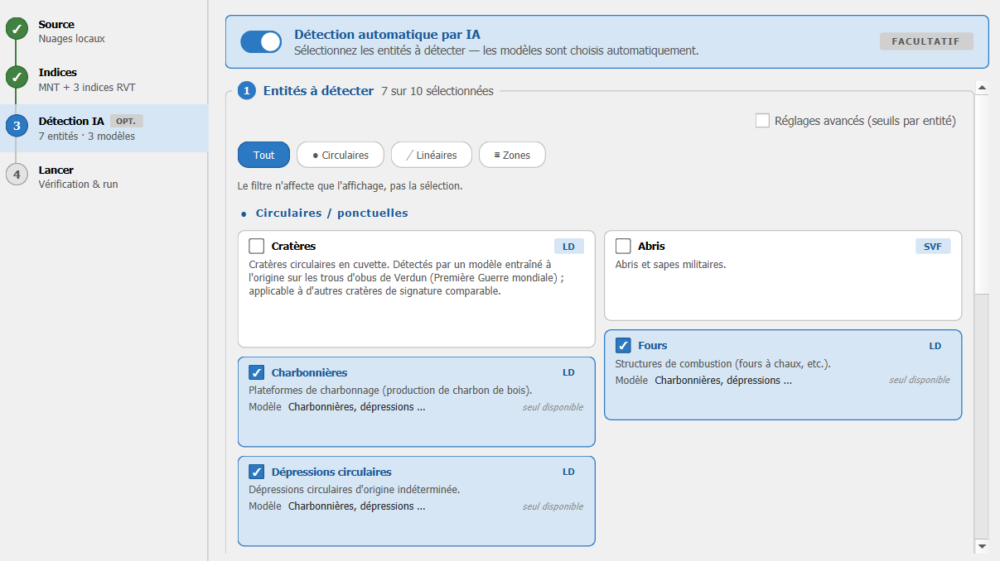 Source
Nuages locaux
Indices
MNT + 3 indices RVT
3
Détection IA OPT.
7 entités · 3 modèles
4
Lancer
Vérification & run
Détection automatique par IA
Sélectionnez les entités à détecter — les modèles sont choisis automatiquement.
FACULTATIF
1 Entités à détecter 7 sur 10 sélectionnées
Réglages avancés (seuils par entité)
Tout
● Circulaires
╱ Linéaires
≡ Zones
Le filtre n'affecte que l'affichage, pas la sélection.
● Circulaires / ponctuelles
Cratères LD
Cratères circulaires en cuvette. Détectés par un modèle entraîné à
l'origine sur les trous d'obus de Verdun (Première Guerre mondiale) ;
applicable à d'autres cratères de signature comparable.
Abris SVF
Abris et sapes militaires.
Charbonnières LD
Plateformes de charbonnage (production de charbon de bois).
Modèle Charbonnières, dépressions ... seul disponible
Fours LD
Structures de combustion (fours à chaux, etc.).
Modèle Charbonnières, dépressions ... seul disponible
Dépressions circulaires LD
Dépressions circulaires d'origine indéterminée.
Modèle Charbonnières, dépressions ... seul disponible